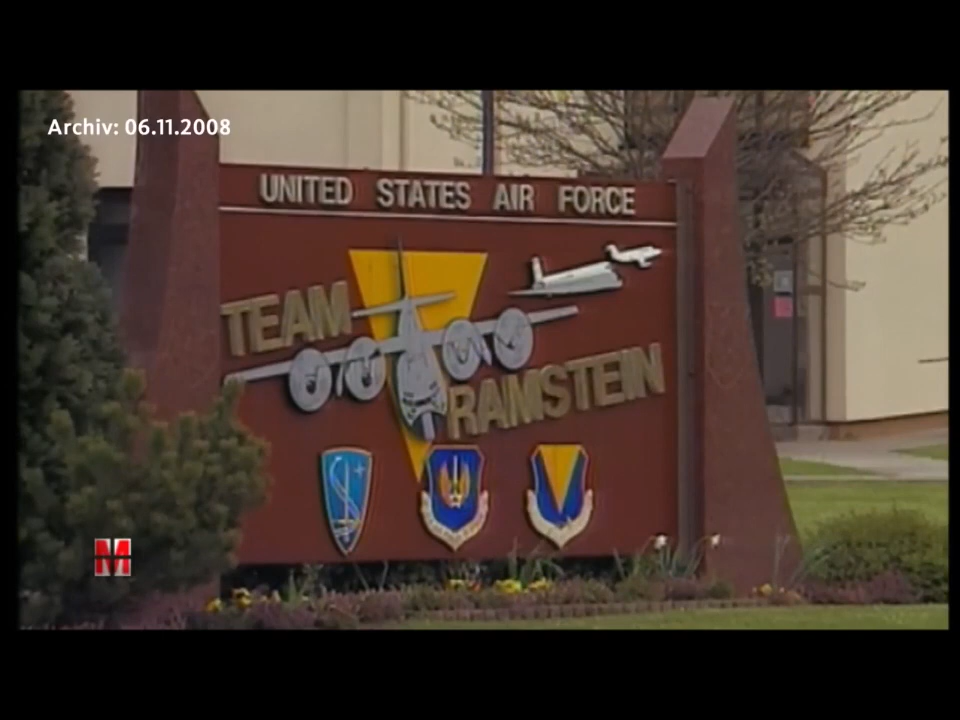 Archiv: 06.11.2008
UNITED STATES AIR FORCE
TEAM
RAMSTEIN
M